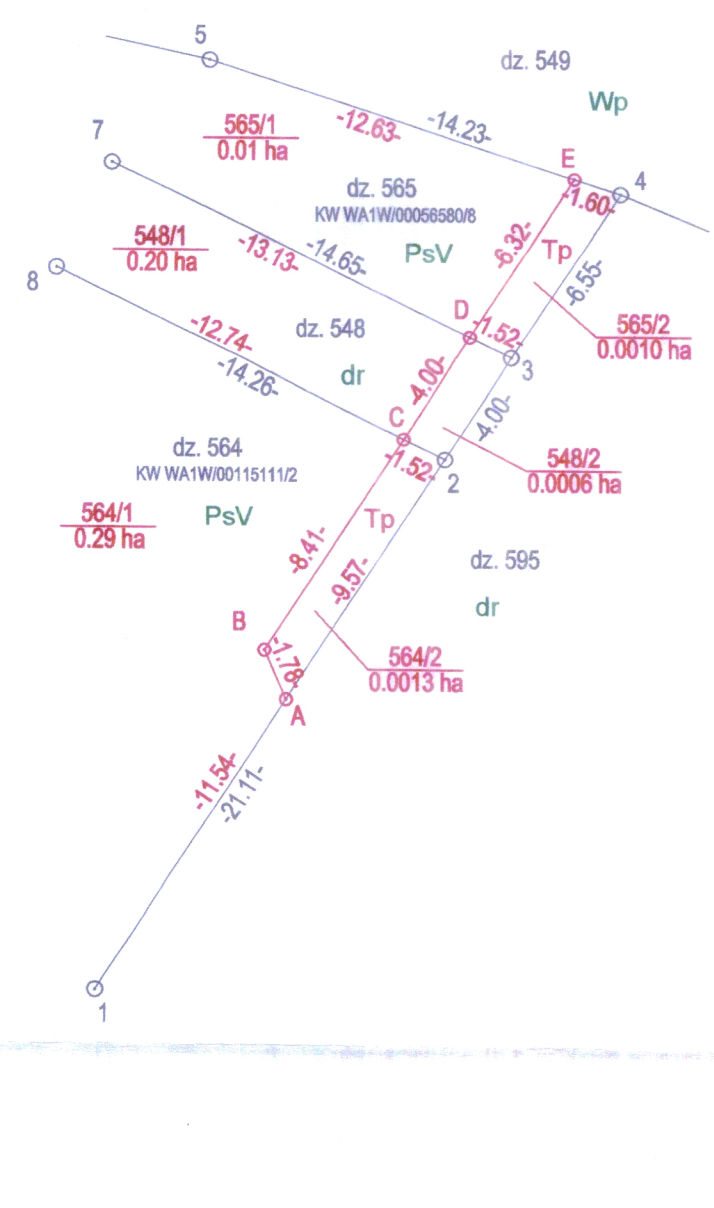 5
dz. 549
Wp
-14.23-
-12.63-
565/1
0.01 ha
7
E
4
-1.60-
dz. 565
KW WA1W/00056580/8
PsV
-6.32-
Tp
-6.55-
548/1
0.20 ha
-13.13-
-14.65-
8
D
-1.52-
3
565/2
0.0010 ha
-12.74-
-14.26-
dz. 548
dr
-4.00-
-4.00-
C
-1.52-
2
548/2
0.0006 ha
dz. 564
KW WA1W/00115111/2
PsV
564/1
0.29 ha
Tp
-8.41-
-9.57-
dz. 595
dr
B
-1.78-
A
564/2
0.0013 ha
-11.54-
-21.11-
1